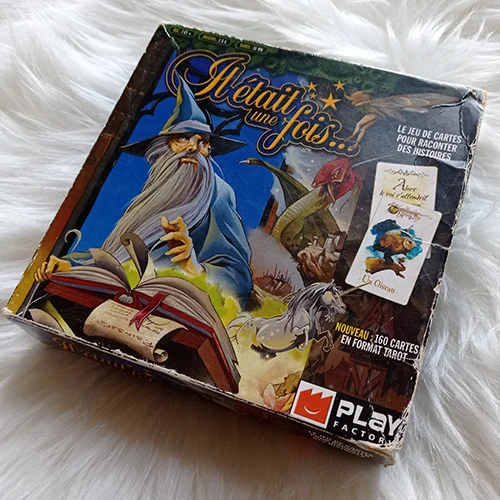 Il était
une fois...
LE JEU DE CARTES
POUR RACONTER
DES HISTOIRES
Alors
le roi s'attendrit
Un Oiseau
NOUVEAU : 160 CARTES
EN FORMAT TAROT
PLAY
FACTORY